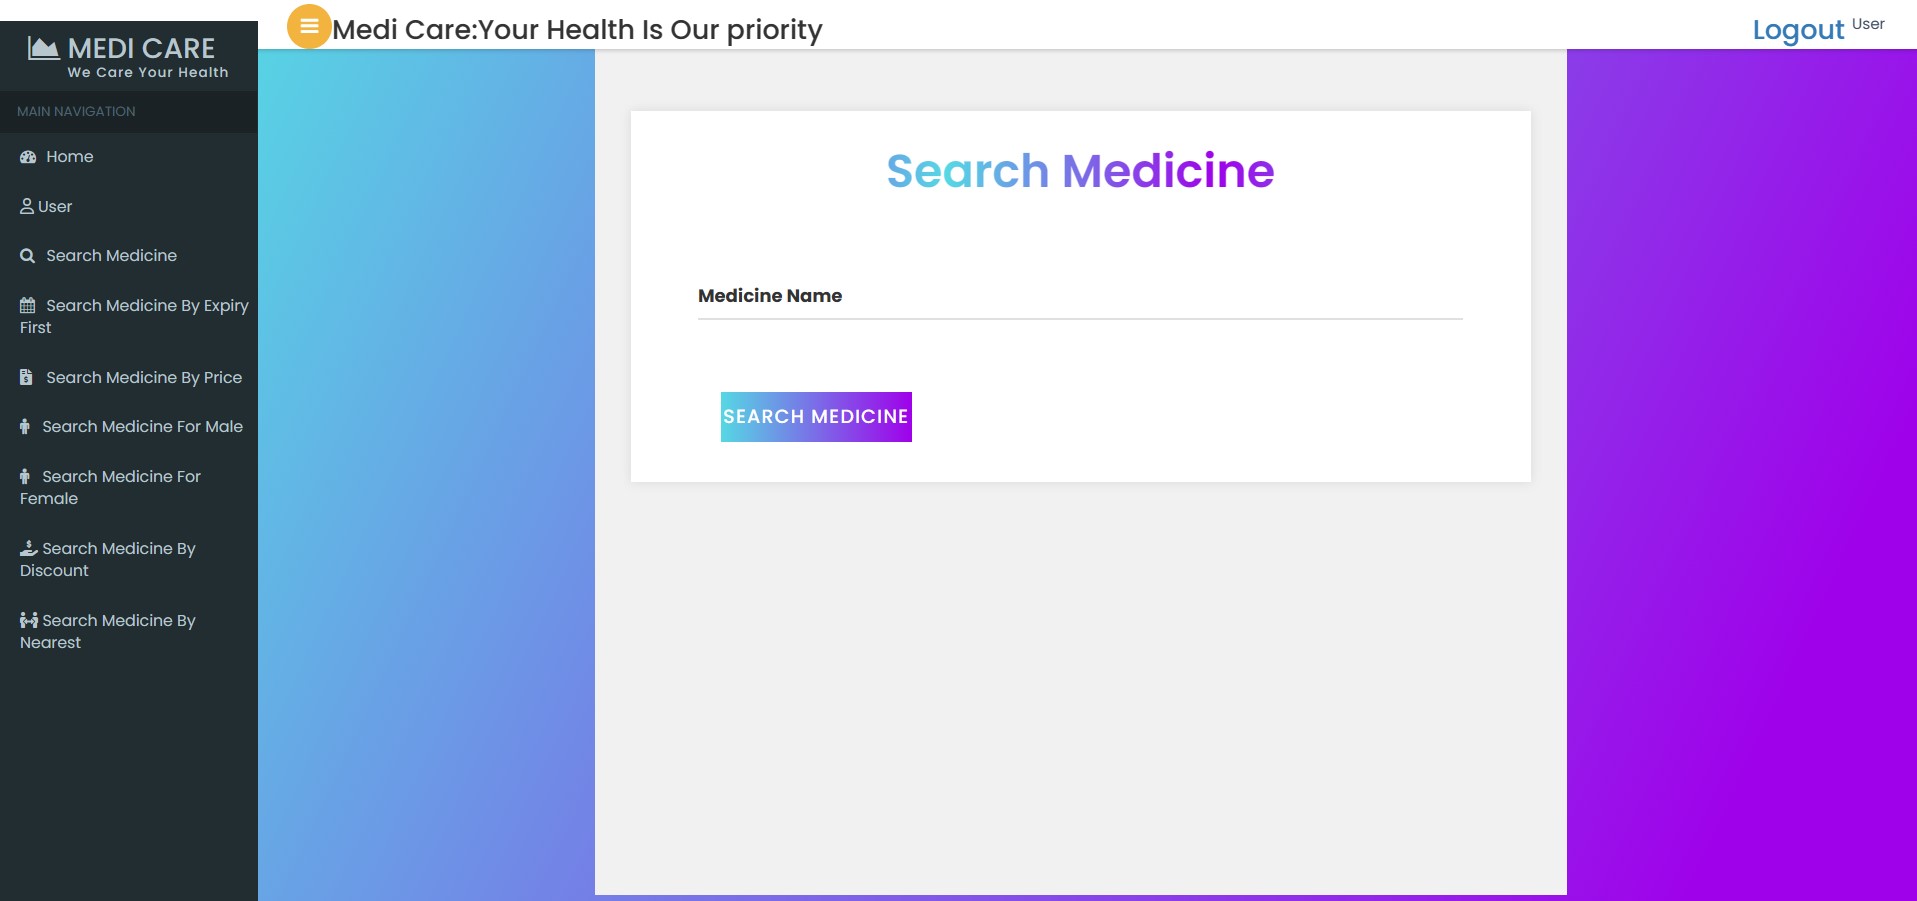 MEDI CARE
We Care Your Health
MAIN NAVIGATION
Home
User
Search Medicine
Search Medicine By Expiry
First
Search Medicine By Price
Search Medicine For Male
Search Medicine For
Female
Search Medicine By
Discount
Search Medicine By
Nearest
Medi Care:Your Health Is Our priority
Logout User
Search Medicine
Medicine Name
SEARCH MEDICINE